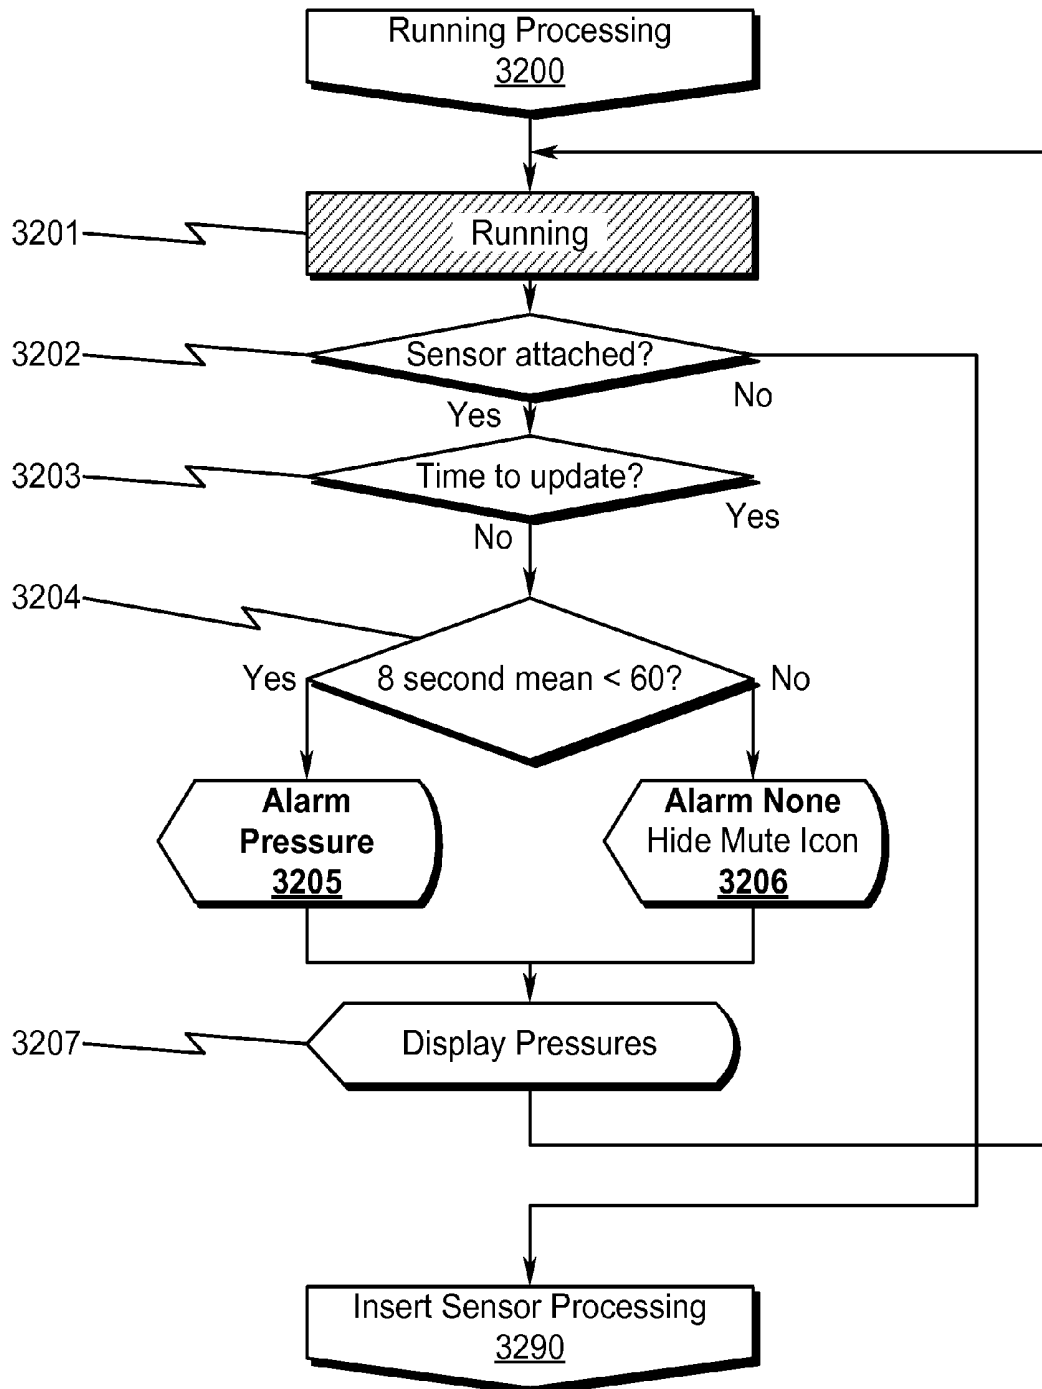 Running Processing
3200
3201
Running
3202
Sensor attached?
Yes
No
3203
Time to update?
No
Yes
3204
Yes
8 second mean < 60?
No
Alarm
Pressure
3205
Alarm None
Hide Mute Icon
3206
3207
Display Pressures
Insert Sensor Processing
3290